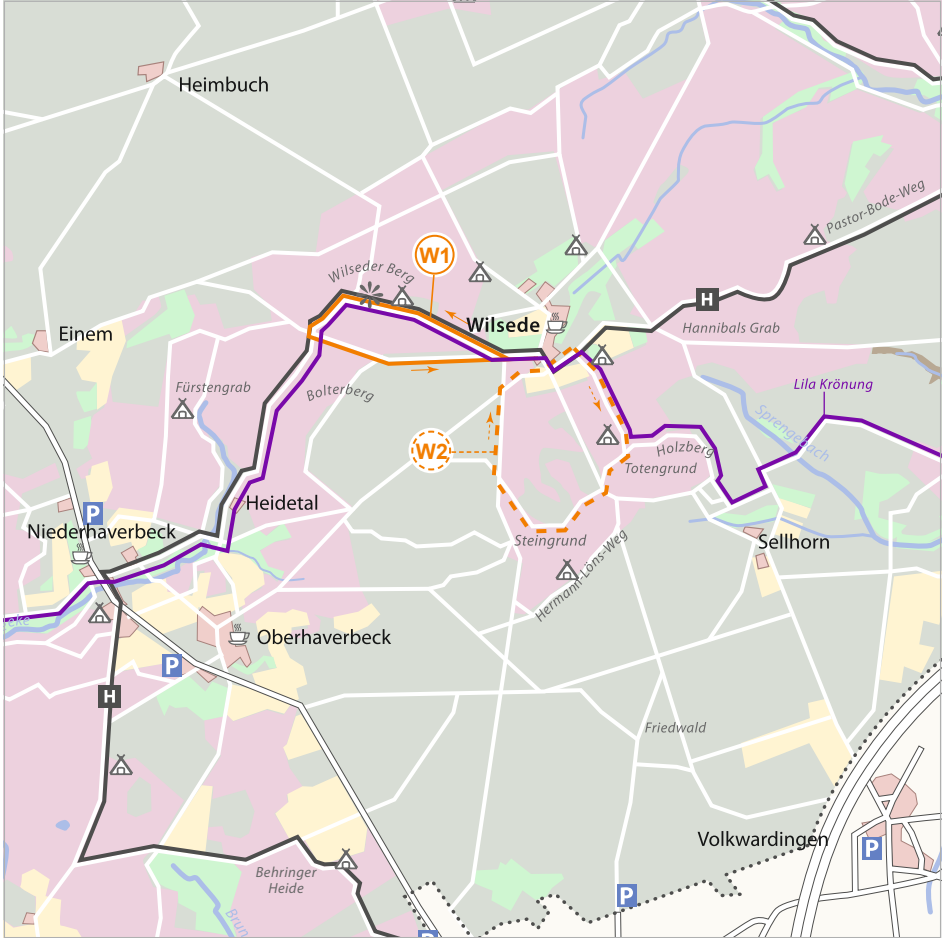 Heimbuch
Pastor-Bode-Weg
W1
Wilseder Berg
H
Wilsede
Hannibals Grab
Einem
Lila Krönung
Fürstengrab
Bolterberg
Sprengebach
W2
Holzberg
Totengrund
Heidetal
P
Niederhaverbeck
Steingrund
Sellhorn
Hermann-Löns-Weg
Oberhaverbeck
P
H
Friedwald
Volkwardingen
P
Behringer
Heide
P
Brun
P